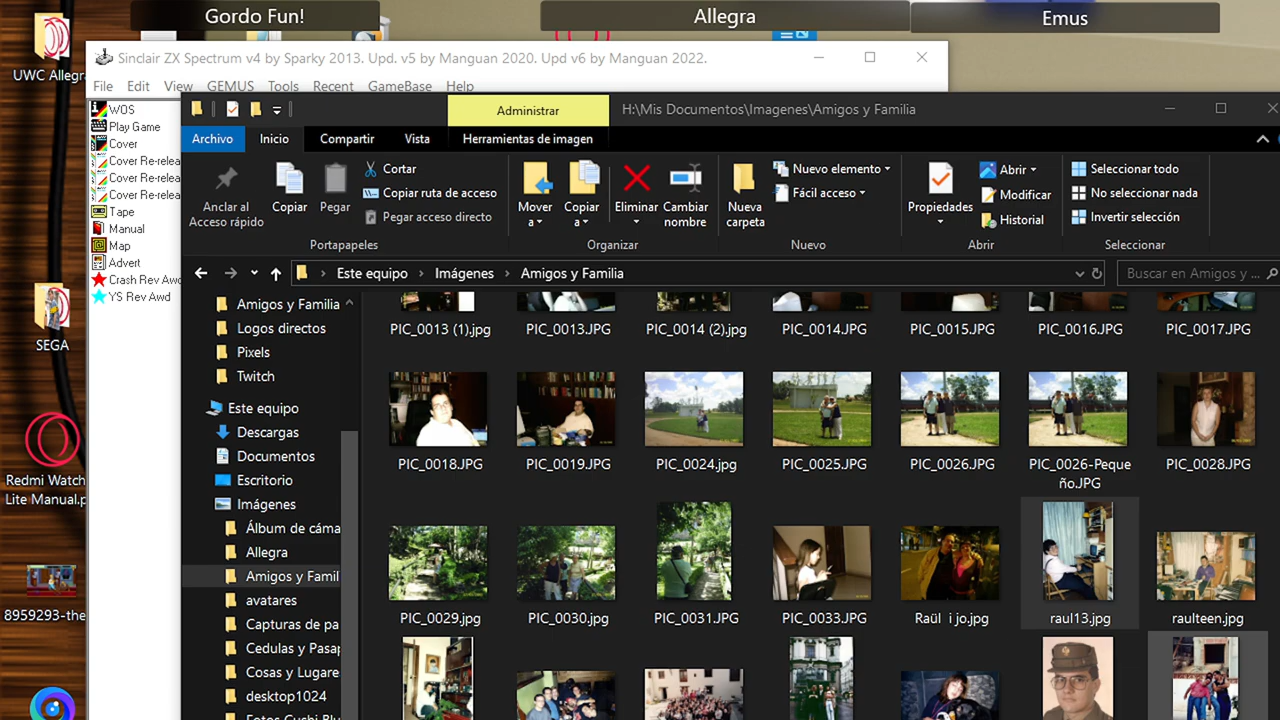 Gordo Fun!
Allegra
Emus
UWC Allegra
SEGA
Redmi Watch
Lite Manual.p
8959293-the
Sinclair ZX Spectrum v4 by Sparky 2013. Upd. v5 by Manguan 2020. Upd v6 by Manguan 2022.
File Edit View GEMUS Tools Recent GameBase Help
WOS
Play Game
Cover
Cover Re-relea
Cover Re-relea
Cover Re-relea
Tape
Manual
Map
Advert
Crash Rev Awd
YS Rev Awd
Administrar
H:\Mis Documentos\Imagenes\Amigos y Familia
Archivo Inicio Compartir Vista Herramientas de imagen
Anclar al
Acceso rápido
Copiar
Pegar
Cortar
Copiar ruta de acceso
Pegar acceso directo
Portapapeles
Mover
a
Copiar
a
Eliminar
Cambiar
nombre
Organizar
Nueva
carpeta
Nuevo elemento
Fácil acceso
Nuevo
Propiedades
Abrir
Modificar
Historial
Abrir
Seleccionar todo
No seleccionar nada
Invertir selección
Seleccionar
Este equipo > Imágenes > Amigos y Familia
Buscar en Amigos y ...
Amigos y Familia
Logos directos
Pixels
Twitch
Este equipo
Descargas
Documentos
Escritorio
Imágenes
Álbum de cáma
Allegra
Amigos y Famil
avatares
Capturas de pa
Cedulas y Pasap
Cosas y Lugare
desktop1024
PIC_0013 (1).jpg
PIC_0013.JPG
PIC_0014 (2).jpg
PIC_0014.JPG
PIC_0015.JPG
PIC_0016.JPG
PIC_0017.JPG
PIC_0018.JPG
PIC_0019.JPG
PIC_0024.jpg
PIC_0025.JPG
PIC_0026.JPG
PIC_0026-Peque
ño.JPG
PIC_0028.JPG
PIC_0029.jpg
PIC_0030.jpg
PIC_0031.JPG
PIC_0033.JPG
Raül i jo.jpg
raul13.jpg
raulteen.jpg